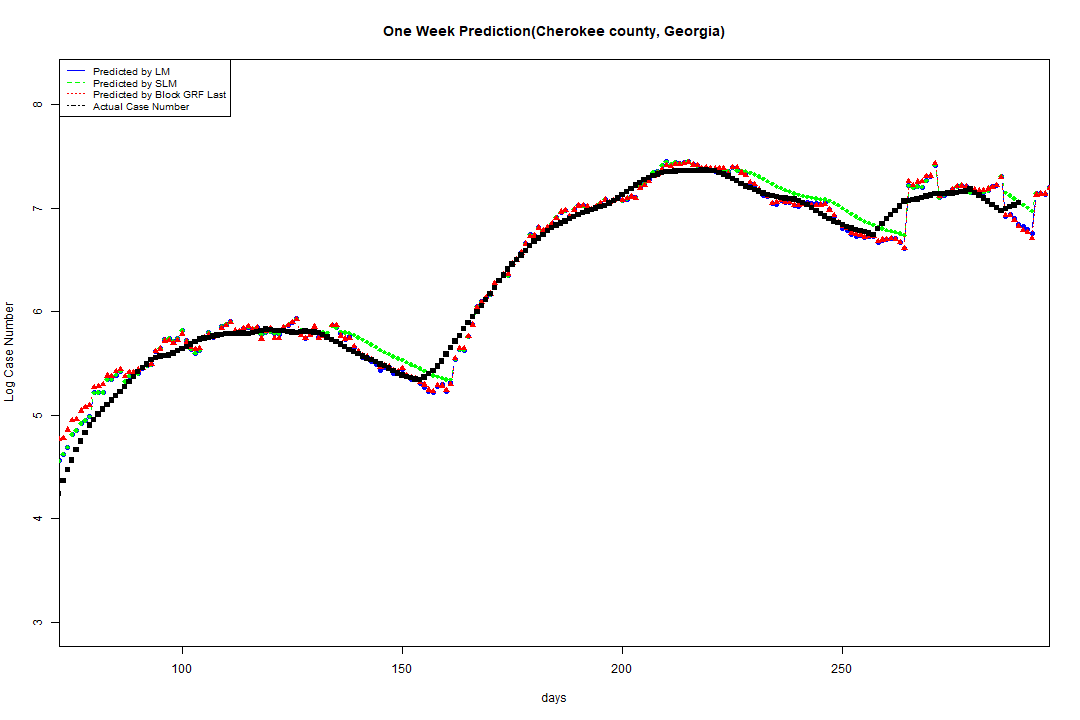 One Week Prediction(Cherokee county, Georgia)
Predicted by LM
Predicted by SLM
Predicted by Block GRF Last
Actual Case Number
8
7
6
5
4
3
Log Case Number
100 150 200 250
days